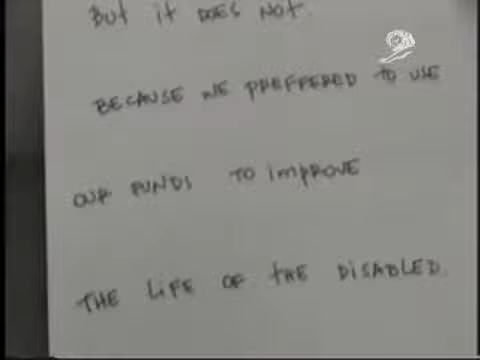 But it DOES NOT.
BECAUSE WE PREFFERED TO USE
OUR FUNDS TO improVE
THE LiFE OF tHE DiSABLED.